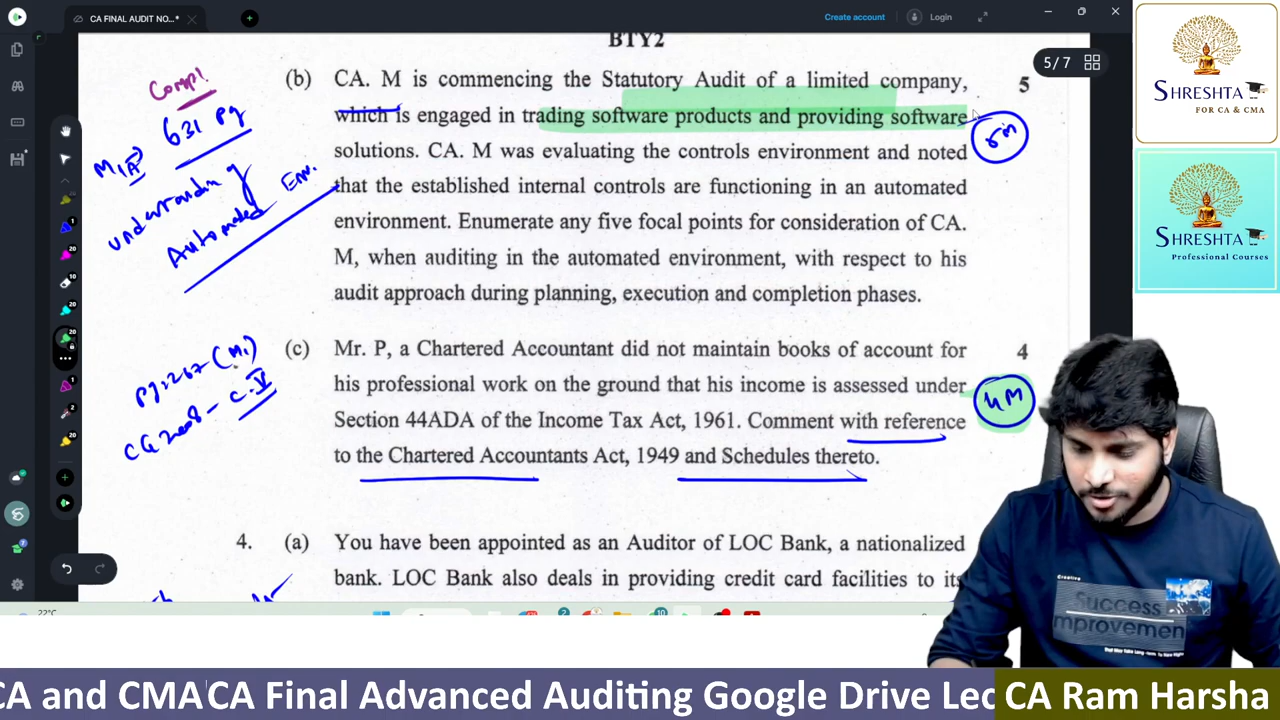 CA FINAL AUDIT NO...*
Create account
Login
5/7
BTY2
(b) CA. M is commencing the Statutory Audit of a limited company, 5
which is engaged in trading software products and providing software
solutions. CA. M was evaluating the controls environment and noted
that the established internal controls are functioning in an automated
environment. Enumerate any five focal points for consideration of CA.
M, when auditing in the automated environment, with respect to his
audit approach during planning, execution and completion phases.
(c) Mr. P, a Chartered Accountant did not maintain books of account for 4
his professional work on the ground that his income is assessed under
Section 44ADA of the Income Tax Act, 1961. Comment with reference
to the Chartered Accountants Act, 1949 and Schedules thereto.
4. (a) You have been appointed as an Auditor of LOC Bank, a nationalized
bank. LOC Bank also deals in providing credit card facilities to its
631 Pg
understanding of
Automated Env.
5M
4M
SHRESHTA
FOR CA & CMA
SHRESHTA
Professional Courses
Creative
Success
22°C
CA and CMA CA Final Advanced Auditing Google Drive Lec
CA Ram Harsha